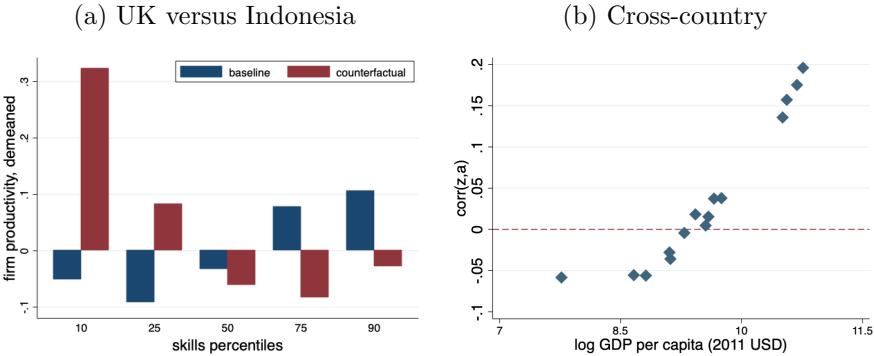 (a) UK versus Indonesia
baseline
counterfactual
firm productivity, demeaned
.3
.2
.1
0
-.1
10
25
50
75
90
skills percentiles
(b) Cross-country
corr(z,a)
.2
.15
.1
.05
0
-.05
-.1
7
8.5
10
11.5
log GDP per capita (2011 USD)